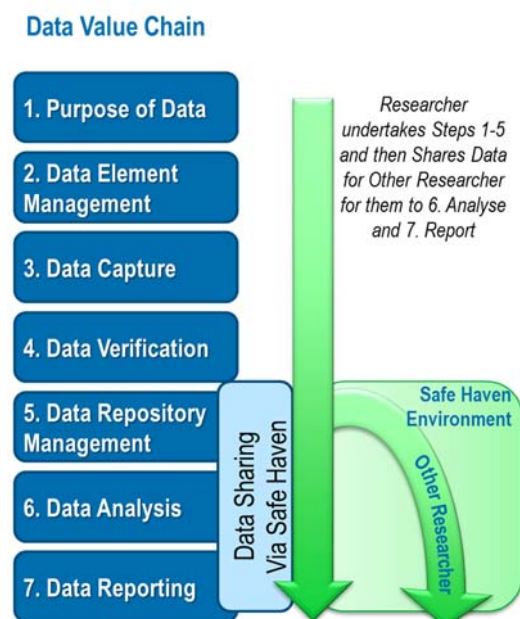 Data Value Chain
1. Purpose of Data
2. Data Element
Management
3. Data Capture
4. Data Verification
5. Data Repository
Management
6. Data Analysis
7. Data Reporting
Data Sharing
Via Safe Haven
Researcher
undertakes Steps 1-5
and then Shares Data
for Other Researcher
for them to 6. Analyse
and 7. Report
Safe Haven
Environment
Other Researcher